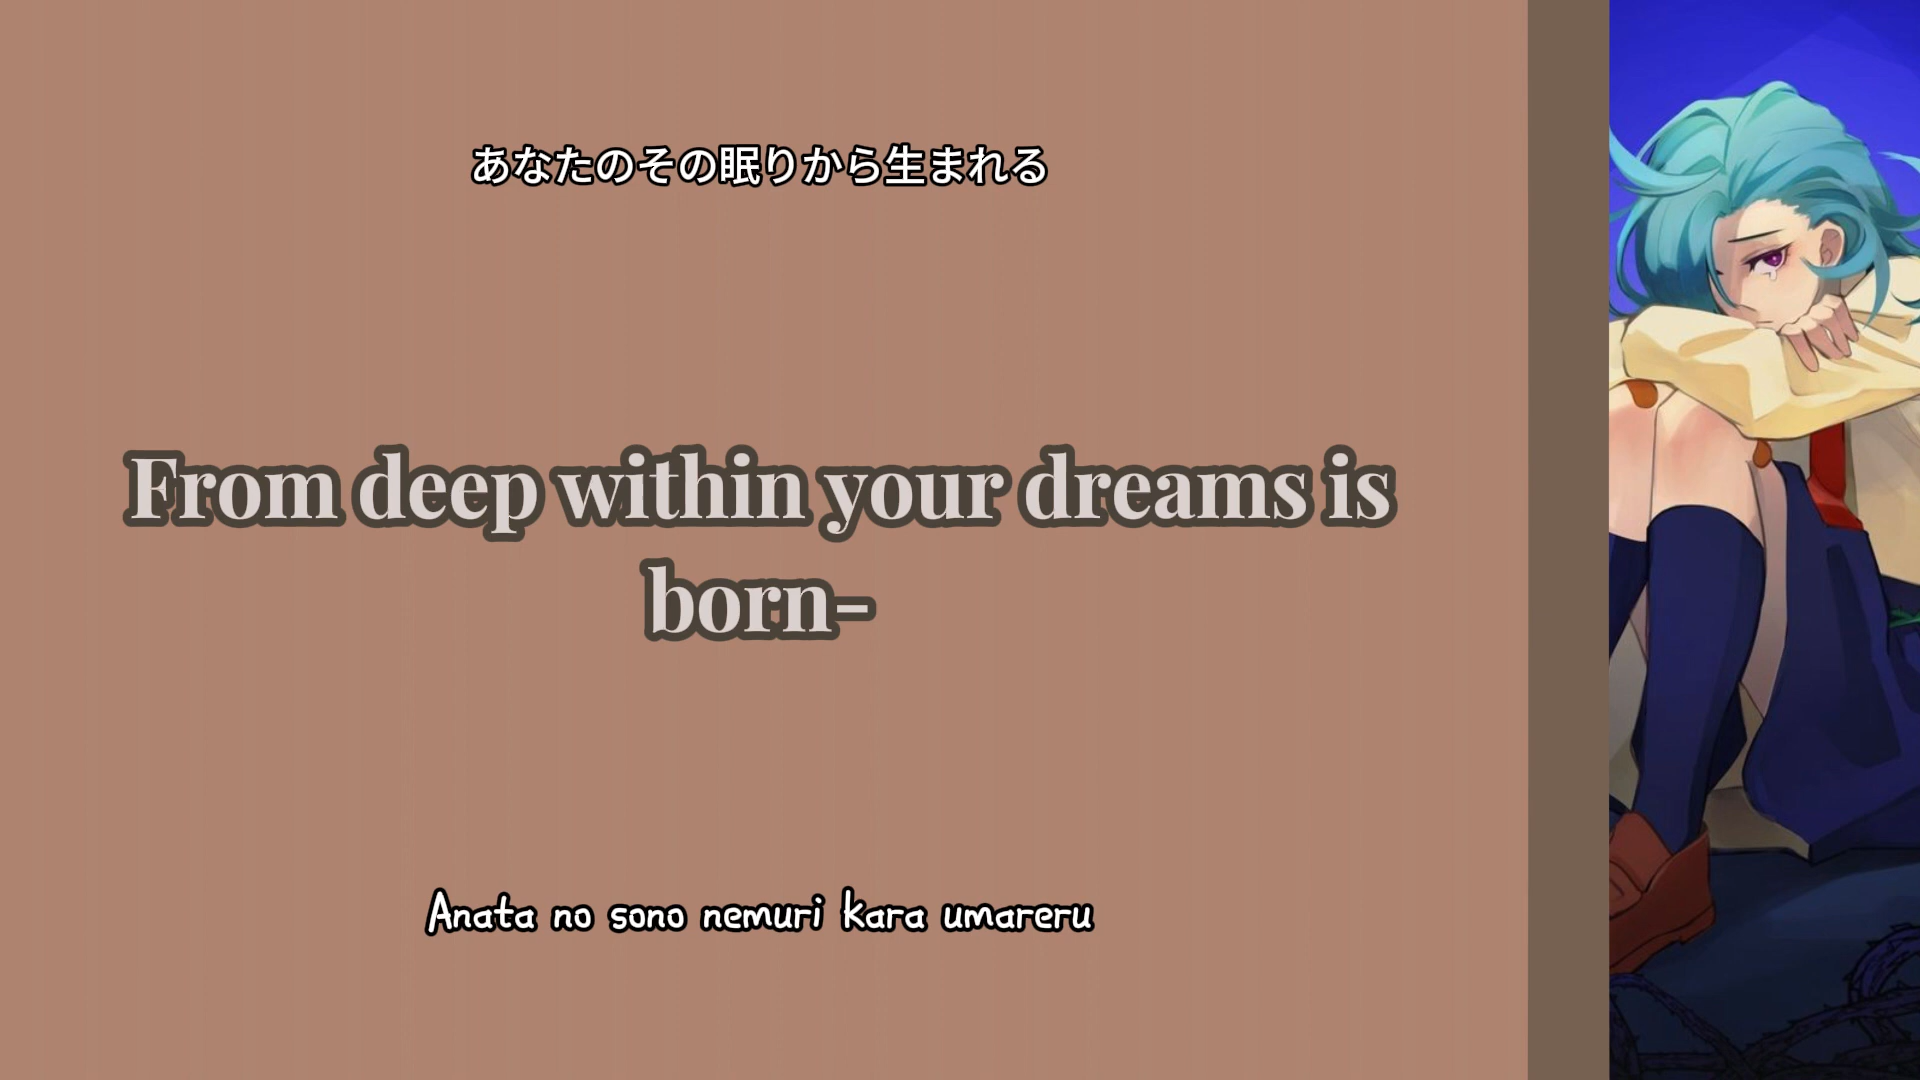 あなたのその眠りから生まれる
From deep within your dreams is
born-
Anata no sono nemuri kara umareru